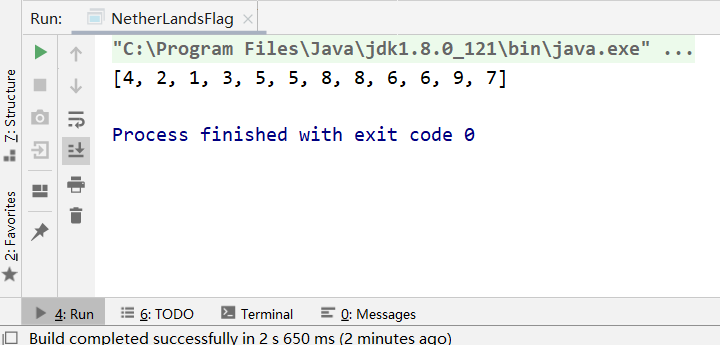 Run: NetherLandsFlag
"C:\Program Files\Java\jdk1.8.0_121\bin\java.exe" ...
[4, 2, 1, 3, 5, 5, 8, 8, 6, 6, 9, 7]
Process finished with exit code 0
7: Structure
2: Favorites
4: Run 6: TODO Terminal 0: Messages
Build completed successfully in 2 s 650 ms (2 minutes ago)